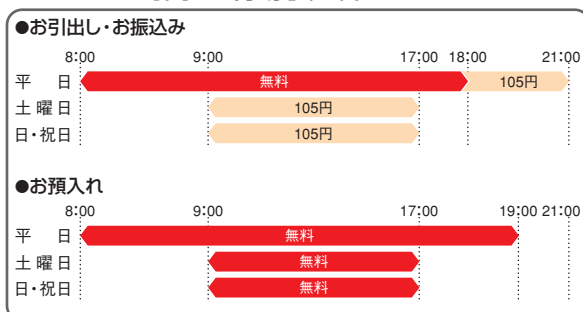 ●お引出し・お振込み
8:00 9:00 17:00 18:00 21:00
平日 無料 105円
土曜日 105円
日・祝日 105円
●お預入れ
8:00 9:00 17:00 19:00 21:00
平日 無料
土曜日 無料
日・祝日 無料